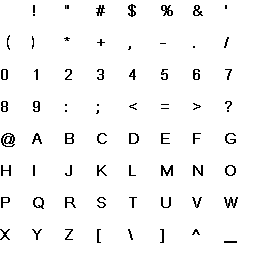 ! " # $ % & '
( ) * + , - . /
0 1 2 3 4 5 6 7
8 9 : ; < = > ?
@ A B C D E F G
H I J K L M N O
P Q R S T U V W
X Y Z [ \ ] ^ _